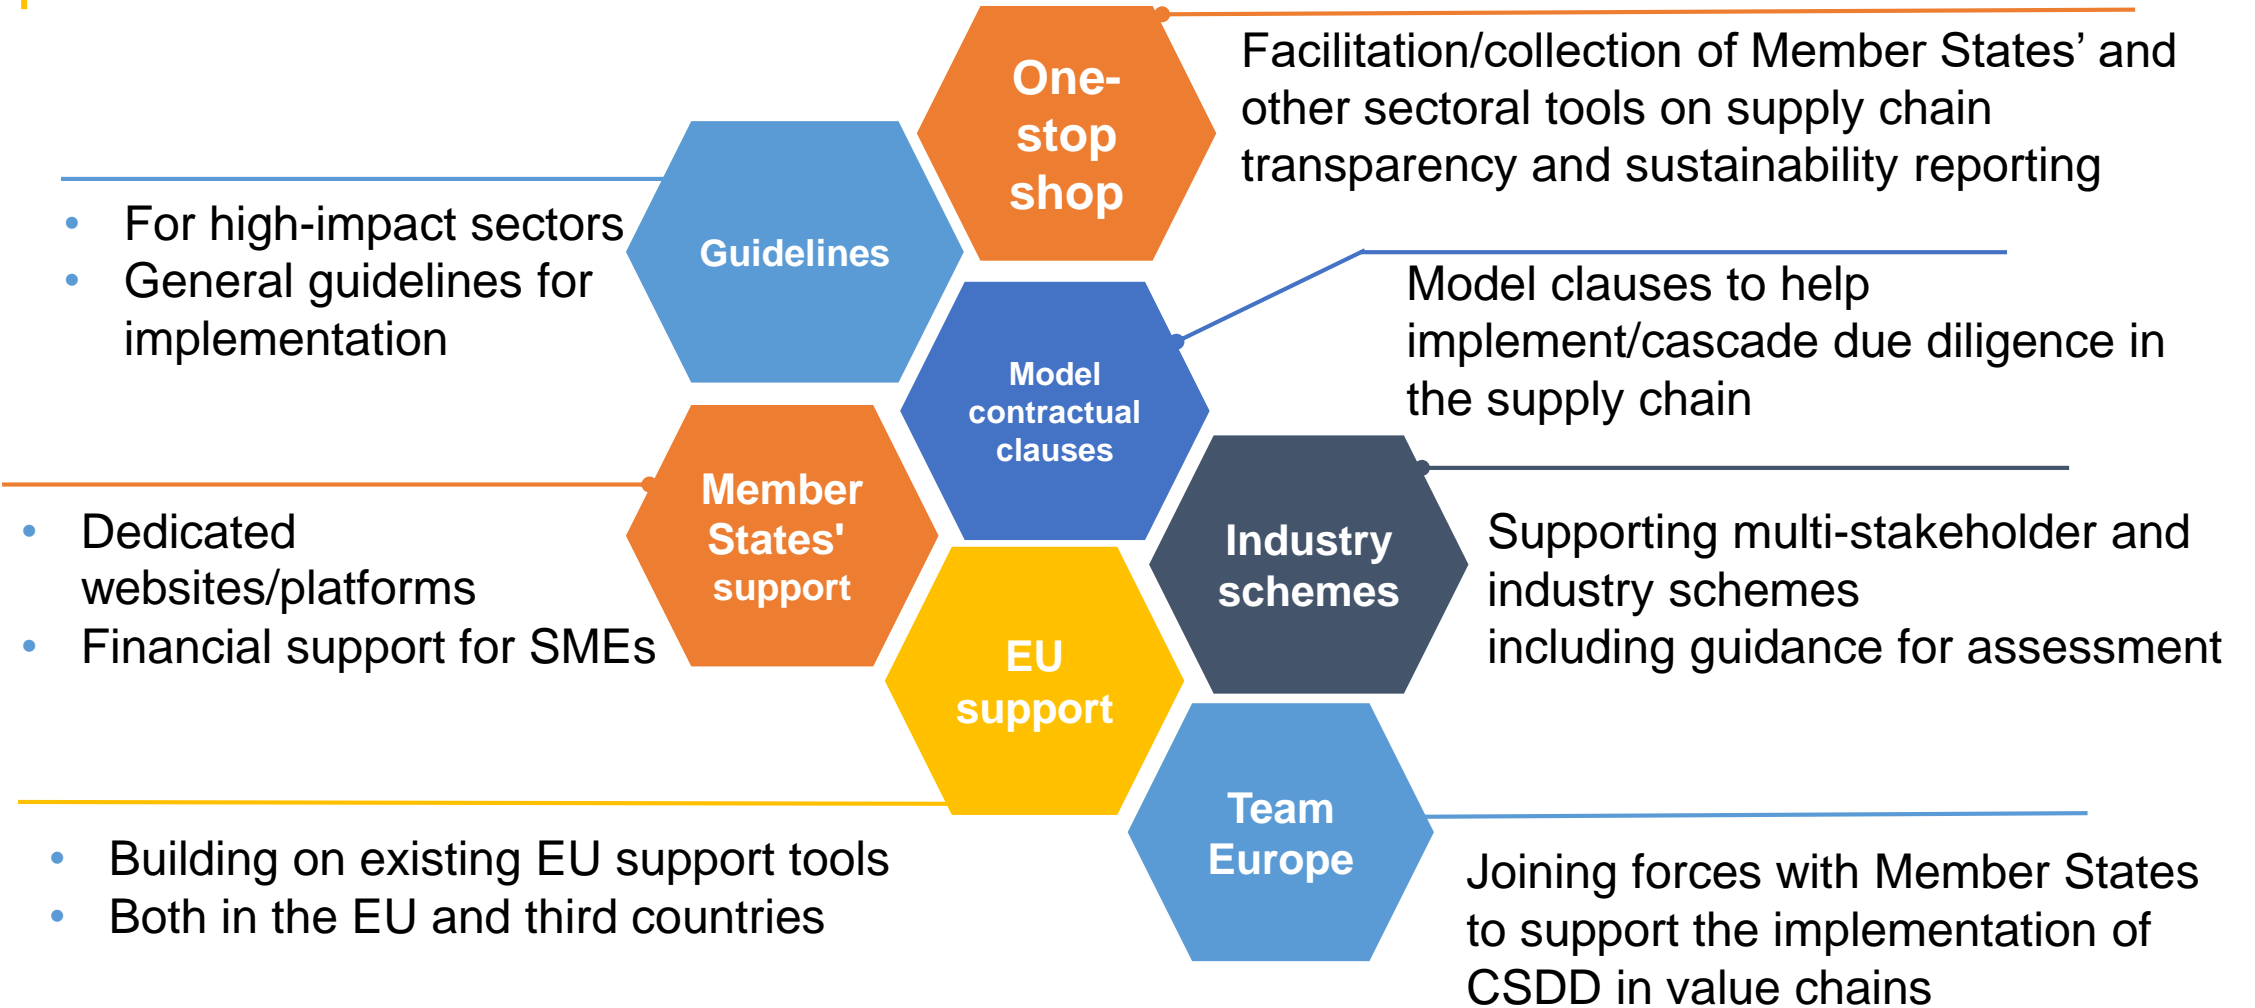 One-
stop
shop
Facilitation/collection of Member States’ and
other sectoral tools on supply chain
transparency and sustainability reporting
Guidelines
• For high-impact sectors
• General guidelines for
implementation
Model
contractual
clauses
Model clauses to help
implement/cascade due diligence in
the supply chain
Member
States'
support
• Dedicated
websites/platforms
• Financial support for SMEs
Industry
schemes
Supporting multi-stakeholder and
industry schemes
including guidance for assessment
EU
support
• Building on existing EU support tools
• Both in the EU and third countries
Team
Europe
Joining forces with Member States
to support the implementation of
CSDD in value chains